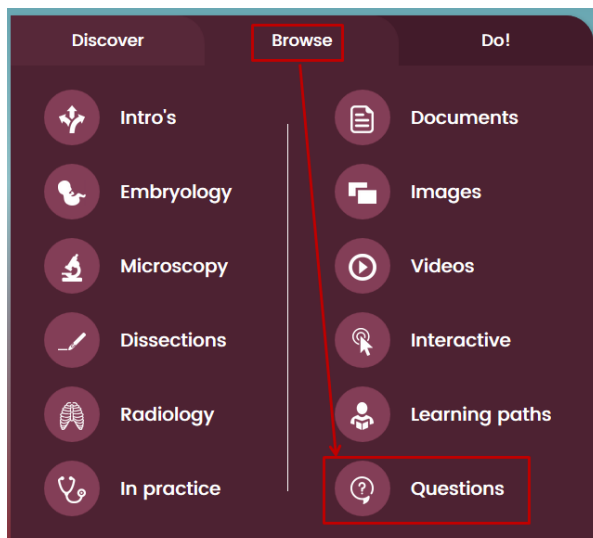 Discover Browse Do!
Intro's
Embryology
Microscopy
Dissections
Radiology
In practice
Documents
Images
Videos
Interactive
Learning paths
Questions